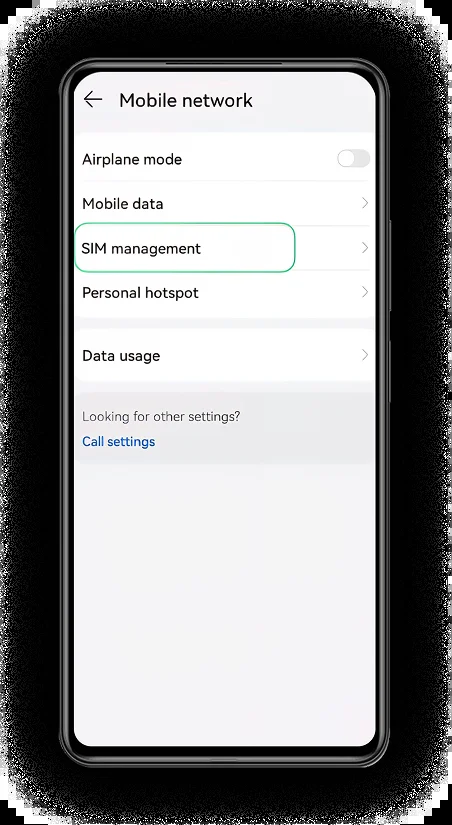 Mobile network
Airplane mode
Mobile data
SIM management
Personal hotspot
Data usage
Looking for other settings?
Call settings